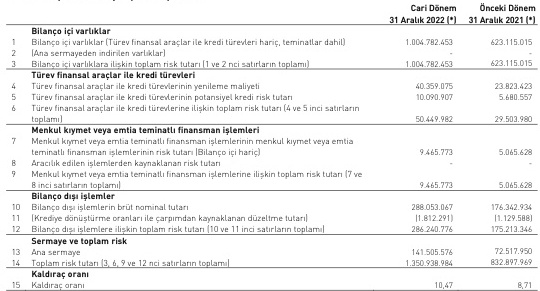 Cari Dönem Önceki Dönem
31 Aralık 2022 (*) 31 Aralık 2021 (*)
Bilanço içi varlıklar
1 Bilanço içi varlıklar (Türev finansal araçlar ile kredi türevleri hariç, teminatlar dahil) 1.004.782.453 623.115.015
2 (Ana sermayeden indirilen varlıklar) - -
3 Bilanço içi varlıklara ilişkin toplam risk tutarı (1 ve 2 nci satırların toplamı) 1.004.782.453 623.115.015
Türev finansal araçlar ile kredi türevleri
4 Türev finansal araçlar ile kredi türevlerinin yenileme maliyeti 40.359.075 23.823.423
5 Türev finansal araçlar ile kredi türevlerinin potansiyel kredi risk tutarı 10.090.907 5.680.557
6 Türev finansal araçlar ile kredi türevlerine ilişkin toplam risk tutarı (4 ve 5 inci satırların
toplamı) 50.449.982 29.503.980
Menkul kıymet veya emtia teminatlı finansman işlemleri
7 Menkul kıymet veya emtia teminatlı finansman işlemlerinin menkul kıymet veya emtia
teminatlı finansman işlemlerinin risk tutarı (Bilanço içi hariç) 9.465.773 5.065.628
8 Aracılık edilen işlemlerden kaynaklanan risk tutarı - -
9 Menkul kıymet veya emtia teminatlı finansman işlemlerine ilişkin toplam risk tutarı (7 ve
8 inci satırların toplamı) 9.465.773 5.065.628
Bilanço dışı işlemler
10 Bilanço dışı işlemlerin brüt nominal tutarı 288.053.067 176.342.934
11 (Krediye dönüştürme oranları ile çarpımdan kaynaklanan düzeltme tutarı) (1.812.291) (1.129.588)
12 Bilanço dışı işlemlere ilişkin toplam risk tutarı (10 ve 11 inci satırların toplamı) 286.240.776 175.213.346
Sermaye ve toplam risk
13 Ana sermaye 141.505.576 72.517.950
14 Toplam risk tutarı (3, 6, 9 ve 12 nci satırların toplamı) 1.350.938.984 832.897.969
Kaldıraç oranı
15 Kaldıraç oranı 10,47 8,71